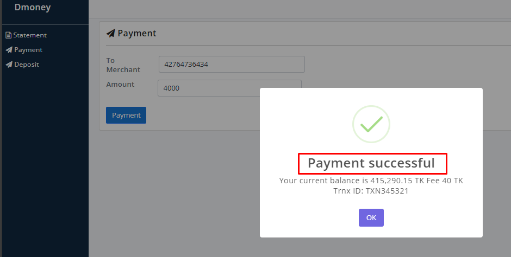 Dmoney
Statement
Payment
Deposit
Payment
To Merchant
42764736434
Amount
4000
Payment
Payment successful
Your current balance is 415,290.15 TK Fee 40 TK
Trnx ID: TXN345321
OK